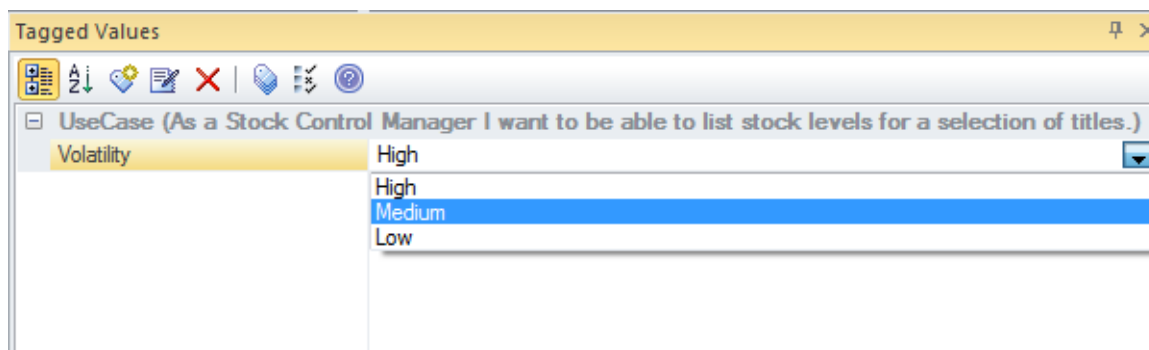 Tagged Values
UseCase (As a Stock Control Manager I want to be able to list stock levels for a selection of titles.)
Volatility High
High
Medium
Low